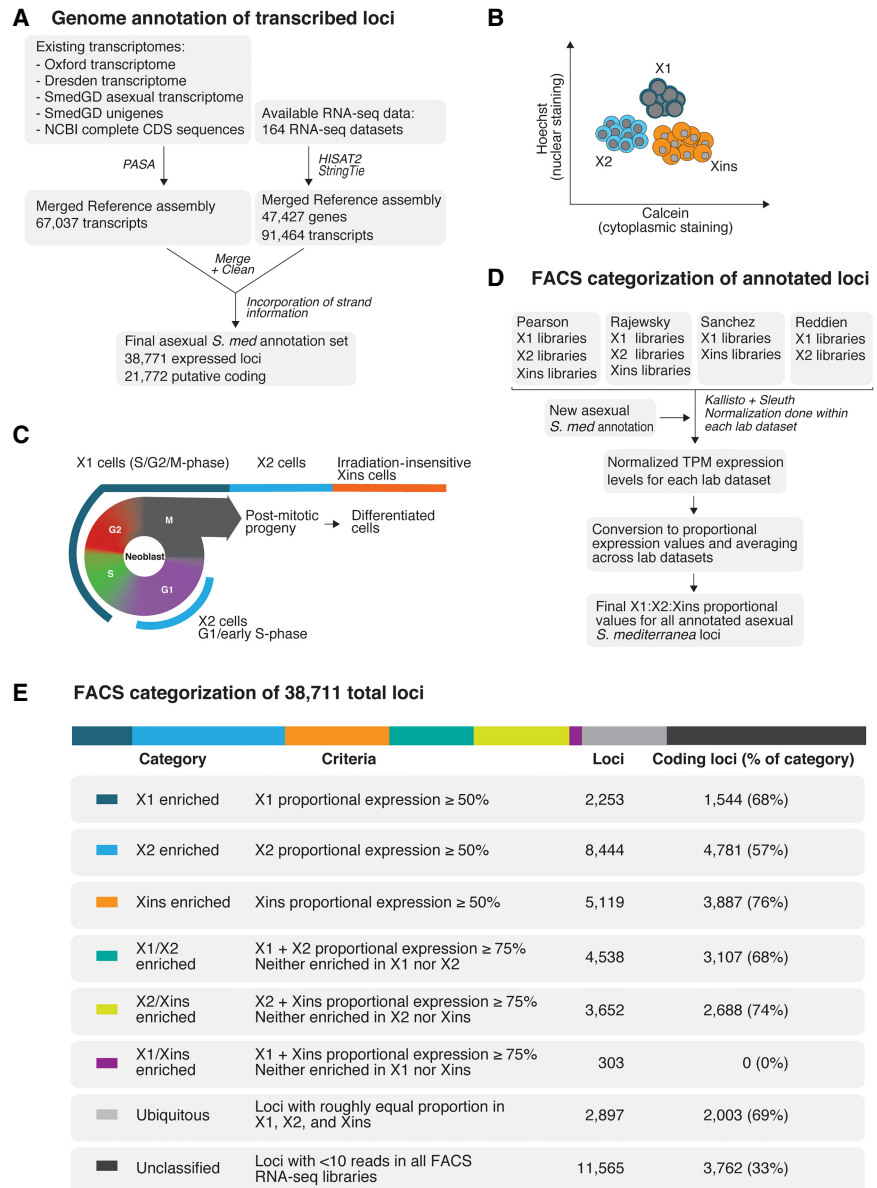 A Genome annotation of transcribed loci
Existing transcriptomes:
- Oxford transcriptome
- Dresden transcriptome
- SmedGD asexual transcriptome
- SmedGD unigenes
- NCBI complete CDS sequences
Available RNA-seq data:
164 RNA-seq datasets
PASA
HISAT2
StringTie
Merged Reference assembly
67,037 transcripts
Merged Reference assembly
47,427 genes
91,464 transcripts
Merge
+ Clean
Incorporation of strand
information
Final asexual S. med annotation set
38,771 expressed loci
21,772 putative coding
B
Hoechst
(nuclear staining)
X1
X2
Xins
Calcein
(cytoplasmic staining)
C
X1 cells (S/G2/M-phase)
X2 cells
Irradiation-insensitive
Xins cells
G2
M
S
G1
Neoblast
Post-mitotic
progeny
Differentiated
cells
X2 cells
G1/early S-phase
D FACS categorization of annotated loci
Pearson
X1 libraries
X2 libraries
Xins libraries
Rajewsky
X1 libraries
X2 libraries
Xins libraries
Sanchez
X1 libraries
Xins libraries
Reddien
X1 libraries
X2 libraries
New asexual
S. med annotation
Kallisto + Sleuth
Normalization done within
each lab dataset
Normalized TPM expression
levels for each lab dataset
Conversion to proportional
expression values and averaging
across lab datasets
Final X1:X2:Xins proportional
values for all annotated asexual
S. mediterranea loci
E FACS categorization of 38,711 total loci
Category Criteria Loci Coding loci (% of category)
X1 enriched X1 proportional expression ≥ 50% 2,253 1,544 (68%)
X2 enriched X2 proportional expression ≥ 50% 8,444 4,781 (57%)
Xins enriched Xins proportional expression ≥ 50% 5,119 3,887 (76%)
X1/X2
enriched
X1 + X2 proportional expression ≥ 75%
Neither enriched in X1 nor X2
4,538 3,107 (68%)
X2/Xins
enriched
X2 + Xins proportional expression ≥ 75%
Neither enriched in X2 nor Xins
3,652 2,688 (74%)
X1/Xins
enriched
X1 + Xins proportional expression ≥ 75%
Neither enriched in X1 nor Xins
303 0 (0%)
Ubiquitous
Loci with roughly equal proportion in
X1, X2, and Xins
2,897 2,003 (69%)
Unclassified
Loci with <10 reads in all FACS
RNA-seq libraries
11,565 3,762 (33%)